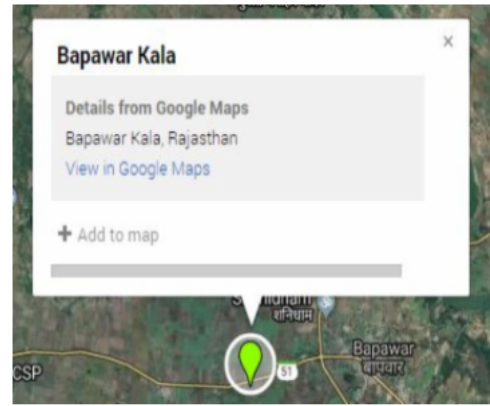 Bapawar Kala
×
Details from Google Maps
Bapawar Kala, Rajasthan
View in Google Maps
+ Add to map
शनिधाम
51
Bapawar
बापवार
CSP